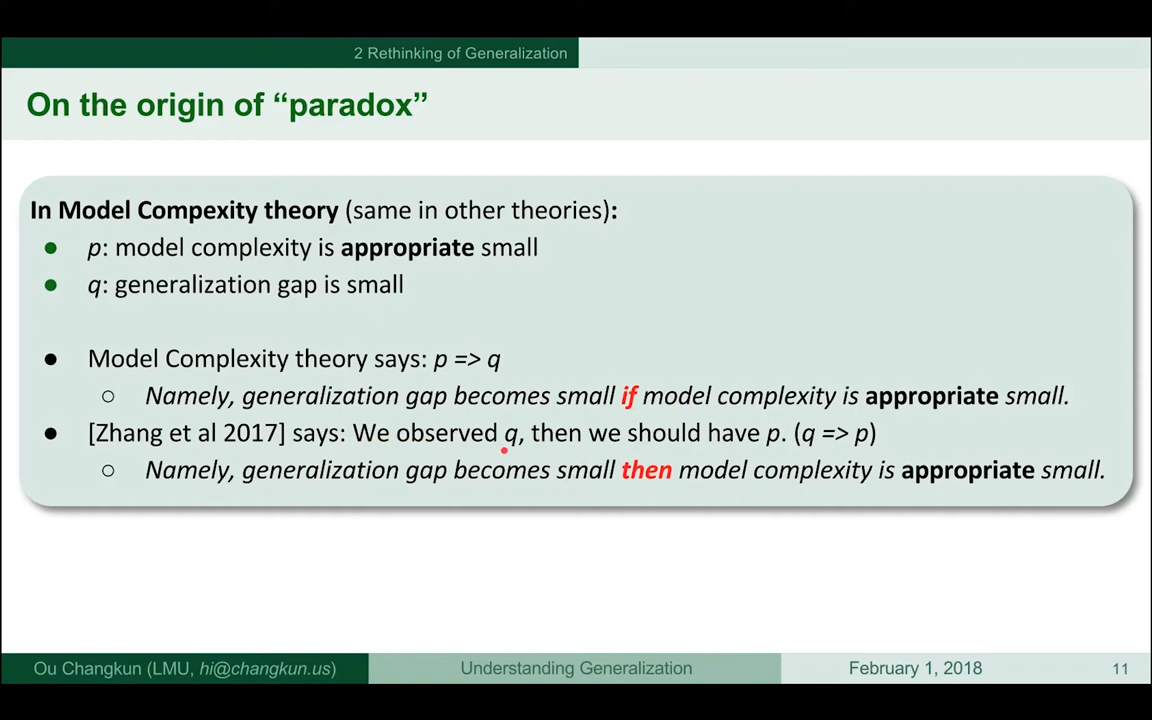 2 Rethinking of Generalization
On the origin of “paradox”
In Model Compexity theory (same in other theories):
● p: model complexity is appropriate small
● q: generalization gap is small
● Model Complexity theory says: p => q
○ Namely, generalization gap becomes small if model complexity is appropriate small.
● [Zhang et al 2017] says: We observed q, then we should have p. (q => p)
○ Namely, generalization gap becomes small then model complexity is appropriate small.
Ou Changkun (LMU, hi@changkun.us) Understanding Generalization February 1, 2018 11